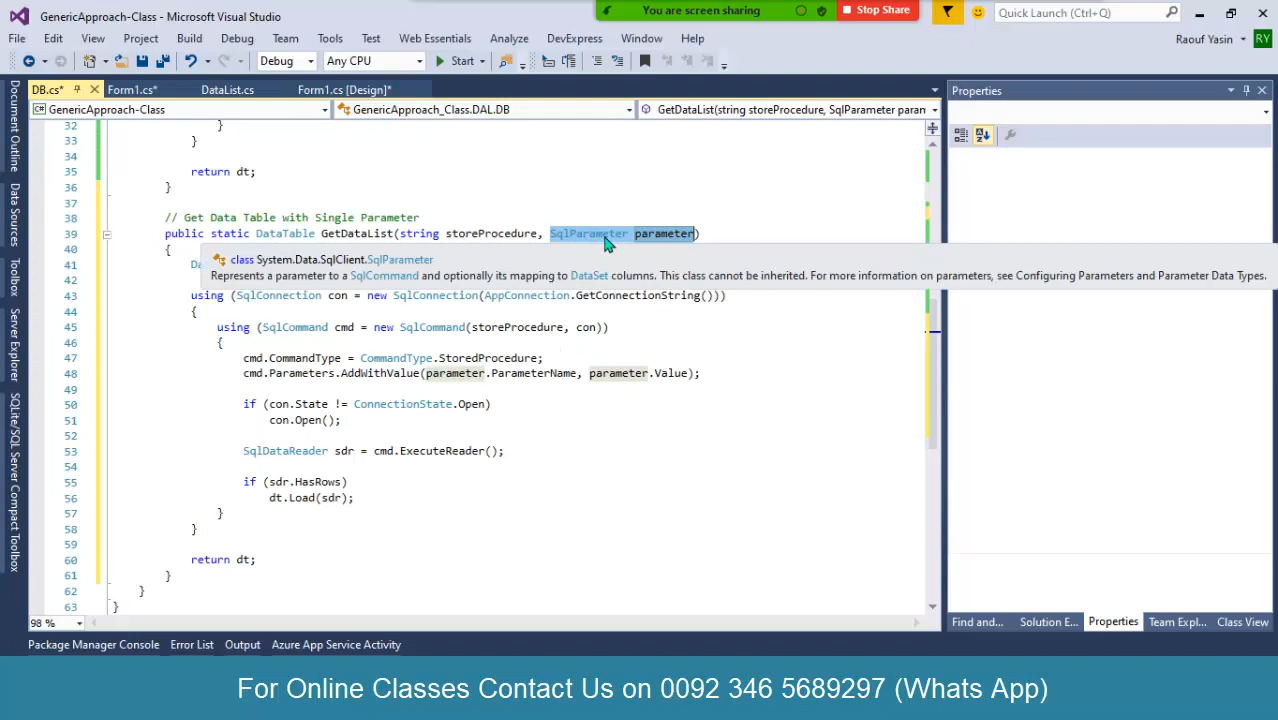 GenericApproach-Class - Microsoft Visual Studio
You are screen sharing
Stop Share
Quick Launch (Ctrl+Q)
File Edit View Project Build Debug Team Tools Test Web Essentials Analyze DevExpress Window Help
Raouf Yasin RY
Debug Any CPU Start
DB.cs* Form1.cs* DataList.cs Form1.cs [Design]*
Properties
GenericApproach-Class GenericApproach_Class.DAL.DB GetDataList(string storeProcedure, SqlParameter param
Document Outline
Data Sources
Toolbox
Server Explorer
SQLite/SQL Server Compact Toolbox
32 }
33 }
34
35 return dt;
36 }
37
38 // Get Data Table with Single Parameter
39 public static DataTable GetDataList(string storeProcedure, SqlParameter parameter)
40 {
class System.Data.SqlClient.SqlParameter
41 Da
Represents a parameter to a SqlCommand and optionally its mapping to DataSet columns. This class cannot be inherited. For more information on parameters, see Configuring Parameters and Parameter Data Types.
42
43 using (SqlConnection con = new SqlConnection(AppConnection.GetConnectionString()))
44 {
45 using (SqlCommand cmd = new SqlCommand(storeProcedure, con))
46 {
47 cmd.CommandType = CommandType.StoredProcedure;
48 cmd.Parameters.AddWithValue(parameter.ParameterName, parameter.Value);
49
50 if (con.State != ConnectionState.Open)
51 con.Open();
52
53 SqlDataReader sdr = cmd.ExecuteReader();
54
55 if (sdr.HasRows)
56 dt.Load(sdr);
57 }
58 }
59
60 return dt;
61 }
62 }
63 }
98 %
Find and... Solution E... Properties Team Expl... Class View
Package Manager Console Error List Output Azure App Service Activity
For Online Classes Contact Us on 0092 346 5689297 (Whats App)